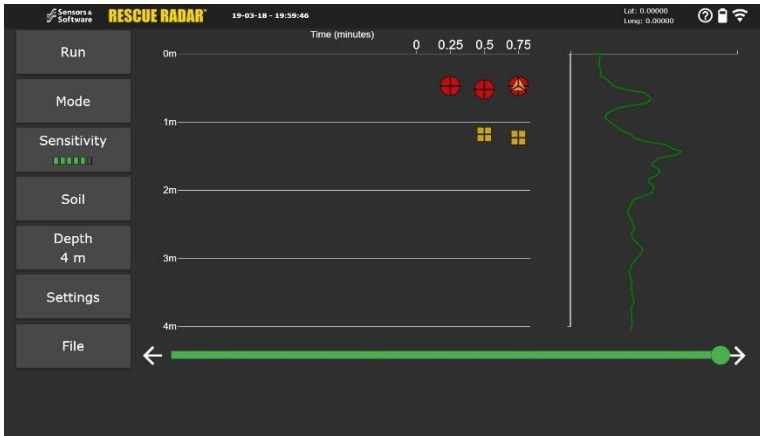 Sensors &
Software
RESCUE RADAR
19-03-18 - 19:59:46
Lat: 0.00000
Long: 0.00000
Run
Mode
Sensitivity
Soil
Depth
4 m
Settings
File
Time (minutes)
0 0.25 0.5 0.75
0m
1m
2m
3m
4m